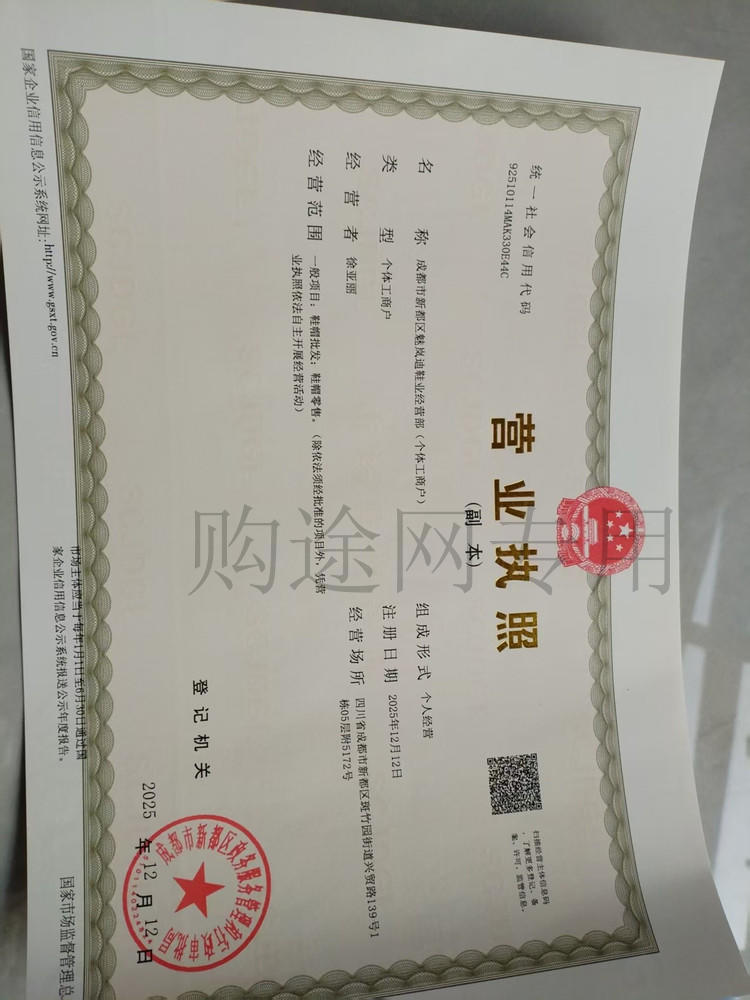 统一社会信用代码
92510114MAK330E44C
营业执照
(副 本)
扫描经营主体信息码
,了解更多登记、备
案、许可、监管信息。
名 称 成都市新都区魅岚迪鞋业经营部(个体工商户)
类 型 个体工商户
经 营 者 徐亚丽
经 营 范 围 一般项目:鞋帽批发;鞋帽零售。(除依法须经批准的项目外,凭营
业执照依法自主开展经营活动)
组 成 形 式 个人经营
注 册 日 期 2025年12月12日
经 营 场 所 四川省成都市新都区斑竹园街道兴贸路139号1
栋05层附5172号
登 记 机 关
成都市新都区政务服务管理和行政审批局
2025 年 12 月 12 日
国家企业信用信息公示系统网址:http://www.gsxt.gov.cn
市场主体应当于每年1月1日至6月30日通过国
家企业信用信息公示系统报送公示年度报告。
国家市场监督管理总
购途网专用